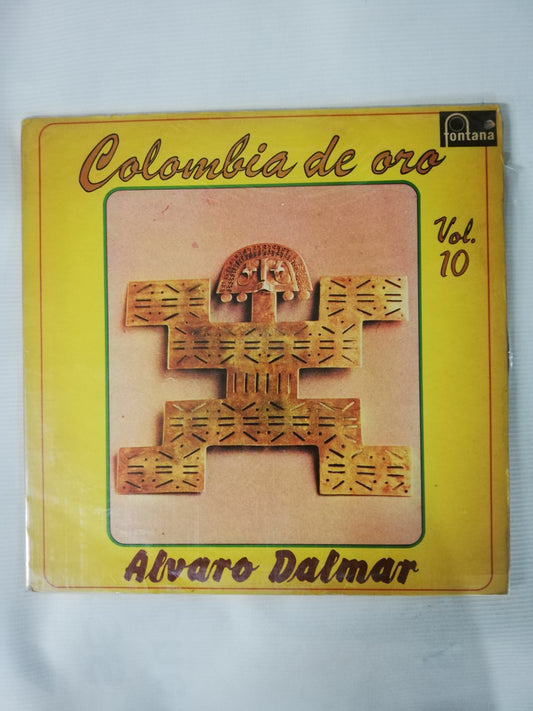 fontana
Colombia de oro
Vol.
10
Alvaro Dalmar